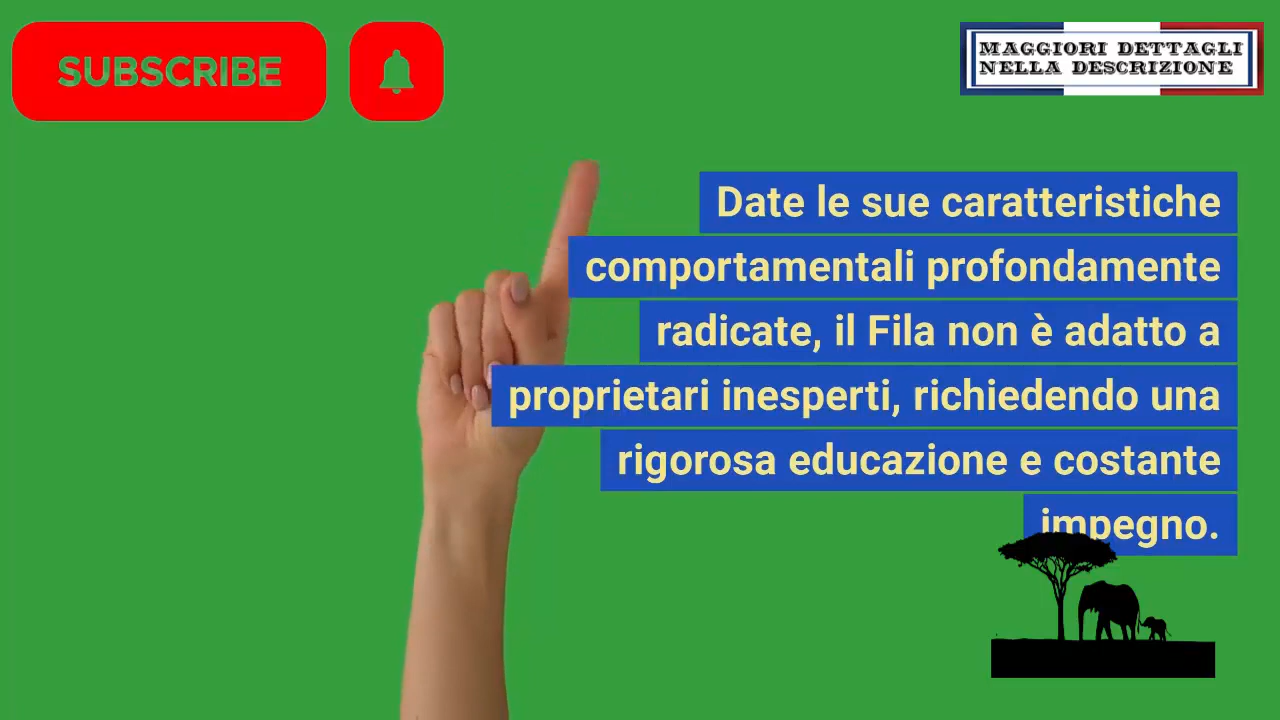 SUBSCRIBE
MAGGIORI DETTAGLI
NELLA DESCRIZIONE
Date le sue caratteristiche
comportamentali profondamente
radicate, il Fila non è adatto a
proprietari inesperti, richiedendo una
rigorosa educazione e costante
impegno.